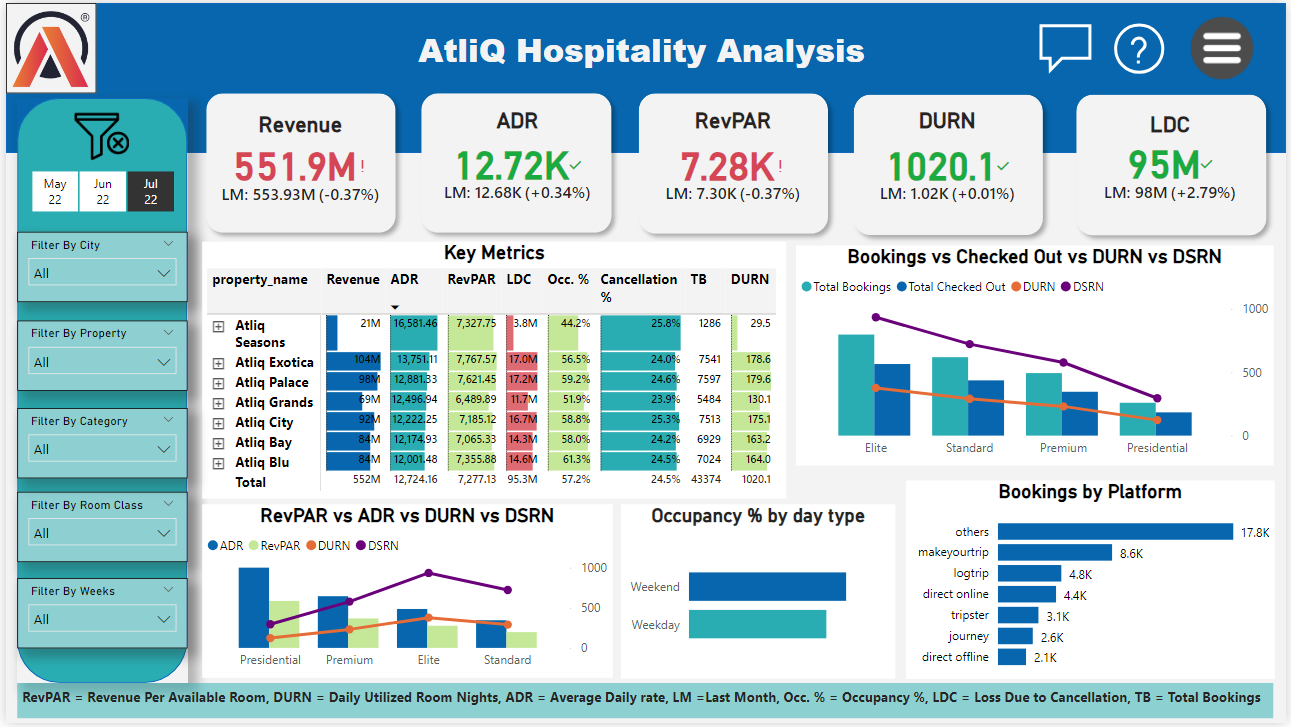 AtliQ Hospitality Analysis
?
May
22
Jun
22
Jul
22
Filter By City
All
Filter By Property
All
Filter By Category
All
Filter By Room Class
All
Filter By Weeks
All
Revenue
551.9M!
LM: 553.93M (-0.37%)
ADR
12.72K
LM: 12.68K (+0.34%)
RevPAR
7.28K!
LM: 7.30K (-0.37%)
DURN
1020.1
LM: 1.02K (+0.01%)
LDC
95M
LM: 98M (+2.79%)
Key Metrics
property_name Revenue ADR RevPAR LDC Occ. % Cancellation % TB DURN
Atliq Seasons 21M 16,581.46 7,327.75 3.8M 44.2% 25.8% 1286 29.5
Atliq Exotica 104M 13,751.11 7,767.57 17.0M 56.5% 24.0% 7541 178.6
Atliq Palace 98M 12,881.33 7,621.45 17.2M 59.2% 24.6% 7597 179.6
Atliq Grands 69M 12,496.94 6,489.89 11.7M 51.9% 23.9% 5484 130.1
Atliq City 92M 12,222.25 7,185.12 16.7M 58.8% 25.3% 7513 175.1
Atliq Bay 84M 12,174.93 7,065.33 14.3M 58.0% 24.2% 6929 163.2
Atliq Blu 84M 12,001.48 7,355.88 14.6M 61.3% 24.5% 7024 164.0
Total 552M 12,724.16 7,277.13 95.3M 57.2% 24.5% 43374 1020.1
Bookings vs Checked Out vs DURN vs DSRN
Total Bookings Total Checked Out DURN DSRN
1000
500
0
Elite Standard Premium Presidential
RevPAR vs ADR vs DURN vs DSRN
ADR RevPAR DURN DSRN
1000
500
0
Presidential Premium Elite Standard
Occupancy % by day type
Weekend
Weekday
Bookings by Platform
others 17.8K
makeyourtrip 8.6K
logtrip 4.8K
direct online 4.4K
tripster 3.1K
journey 2.6K
direct offline 2.1K
RevPAR = Revenue Per Available Room, DURN = Daily Utilized Room Nights, ADR = Average Daily rate, LM =Last Month, Occ. % = Occupancy %, LDC = Loss Due to Cancellation, TB = Total Bookings